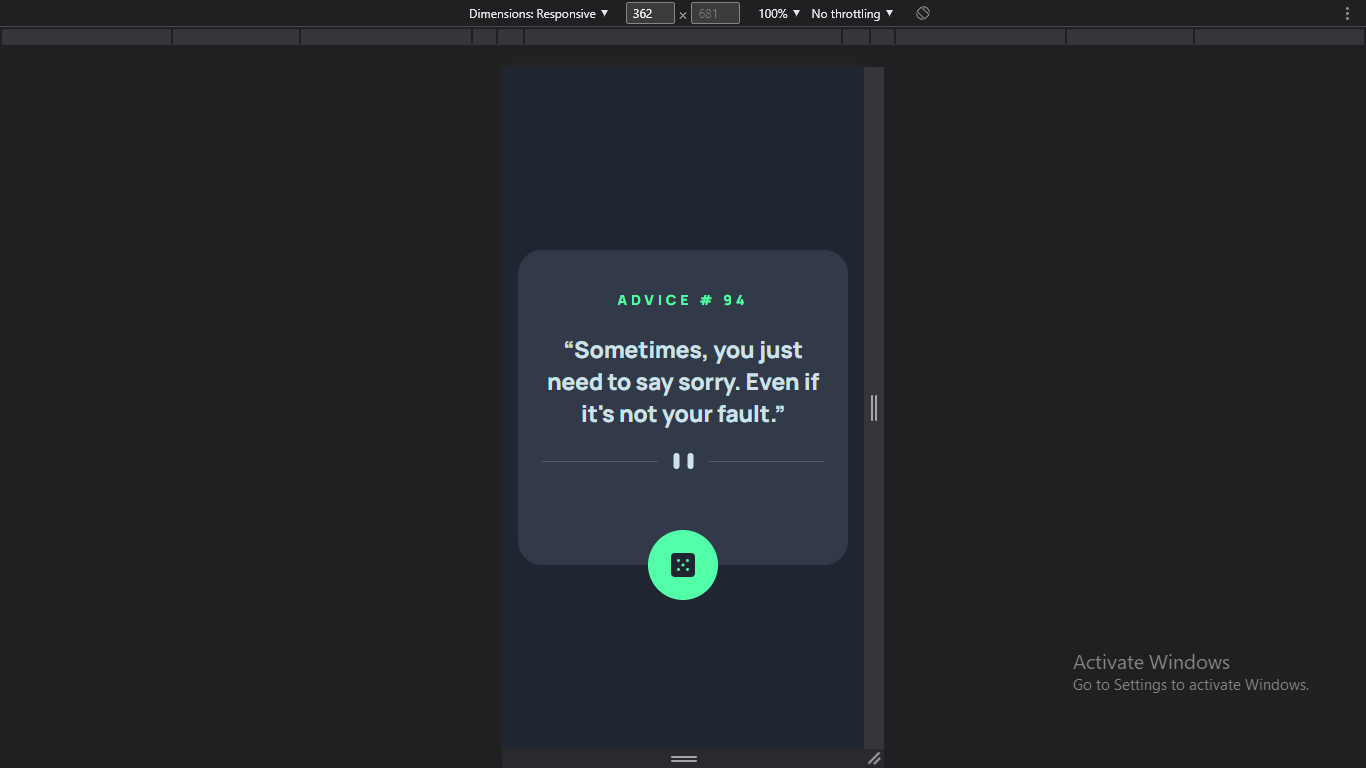 Dimensions: Responsive 362 × 681 100% No throttling
ADVICE # 94
“Sometimes, you just
need to say sorry. Even if
it's not your fault.”
Activate Windows
Go to Settings to activate Windows.